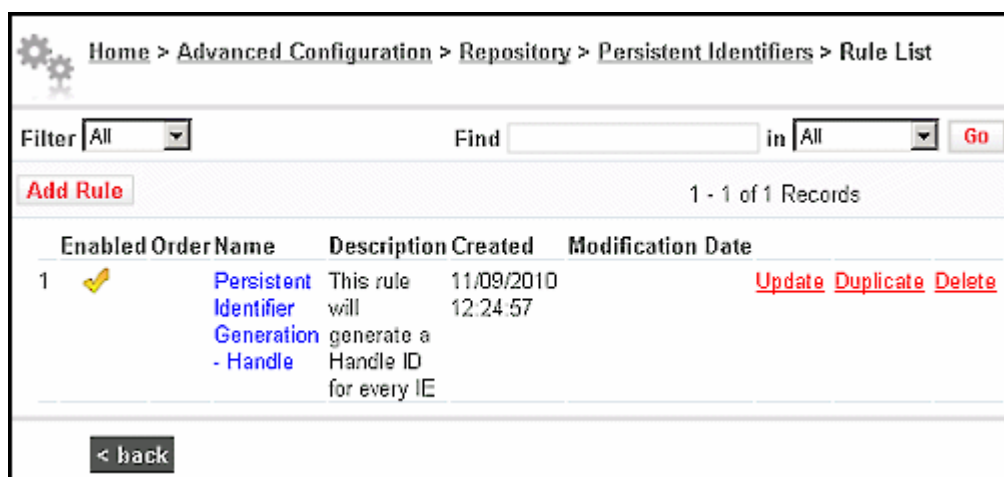 Home > Advanced Configuration > Repository > Persistent Identifiers > Rule List
Filter All Find in All Go
Add Rule 1 - 1 of 1 Records
Enabled Order Name Description Created Modification Date
1 Persistent This rule 11/09/2010 Update Duplicate Delete
Identifier will 12:24:57
Generation generate a
- Handle Handle ID
for every IE
< back